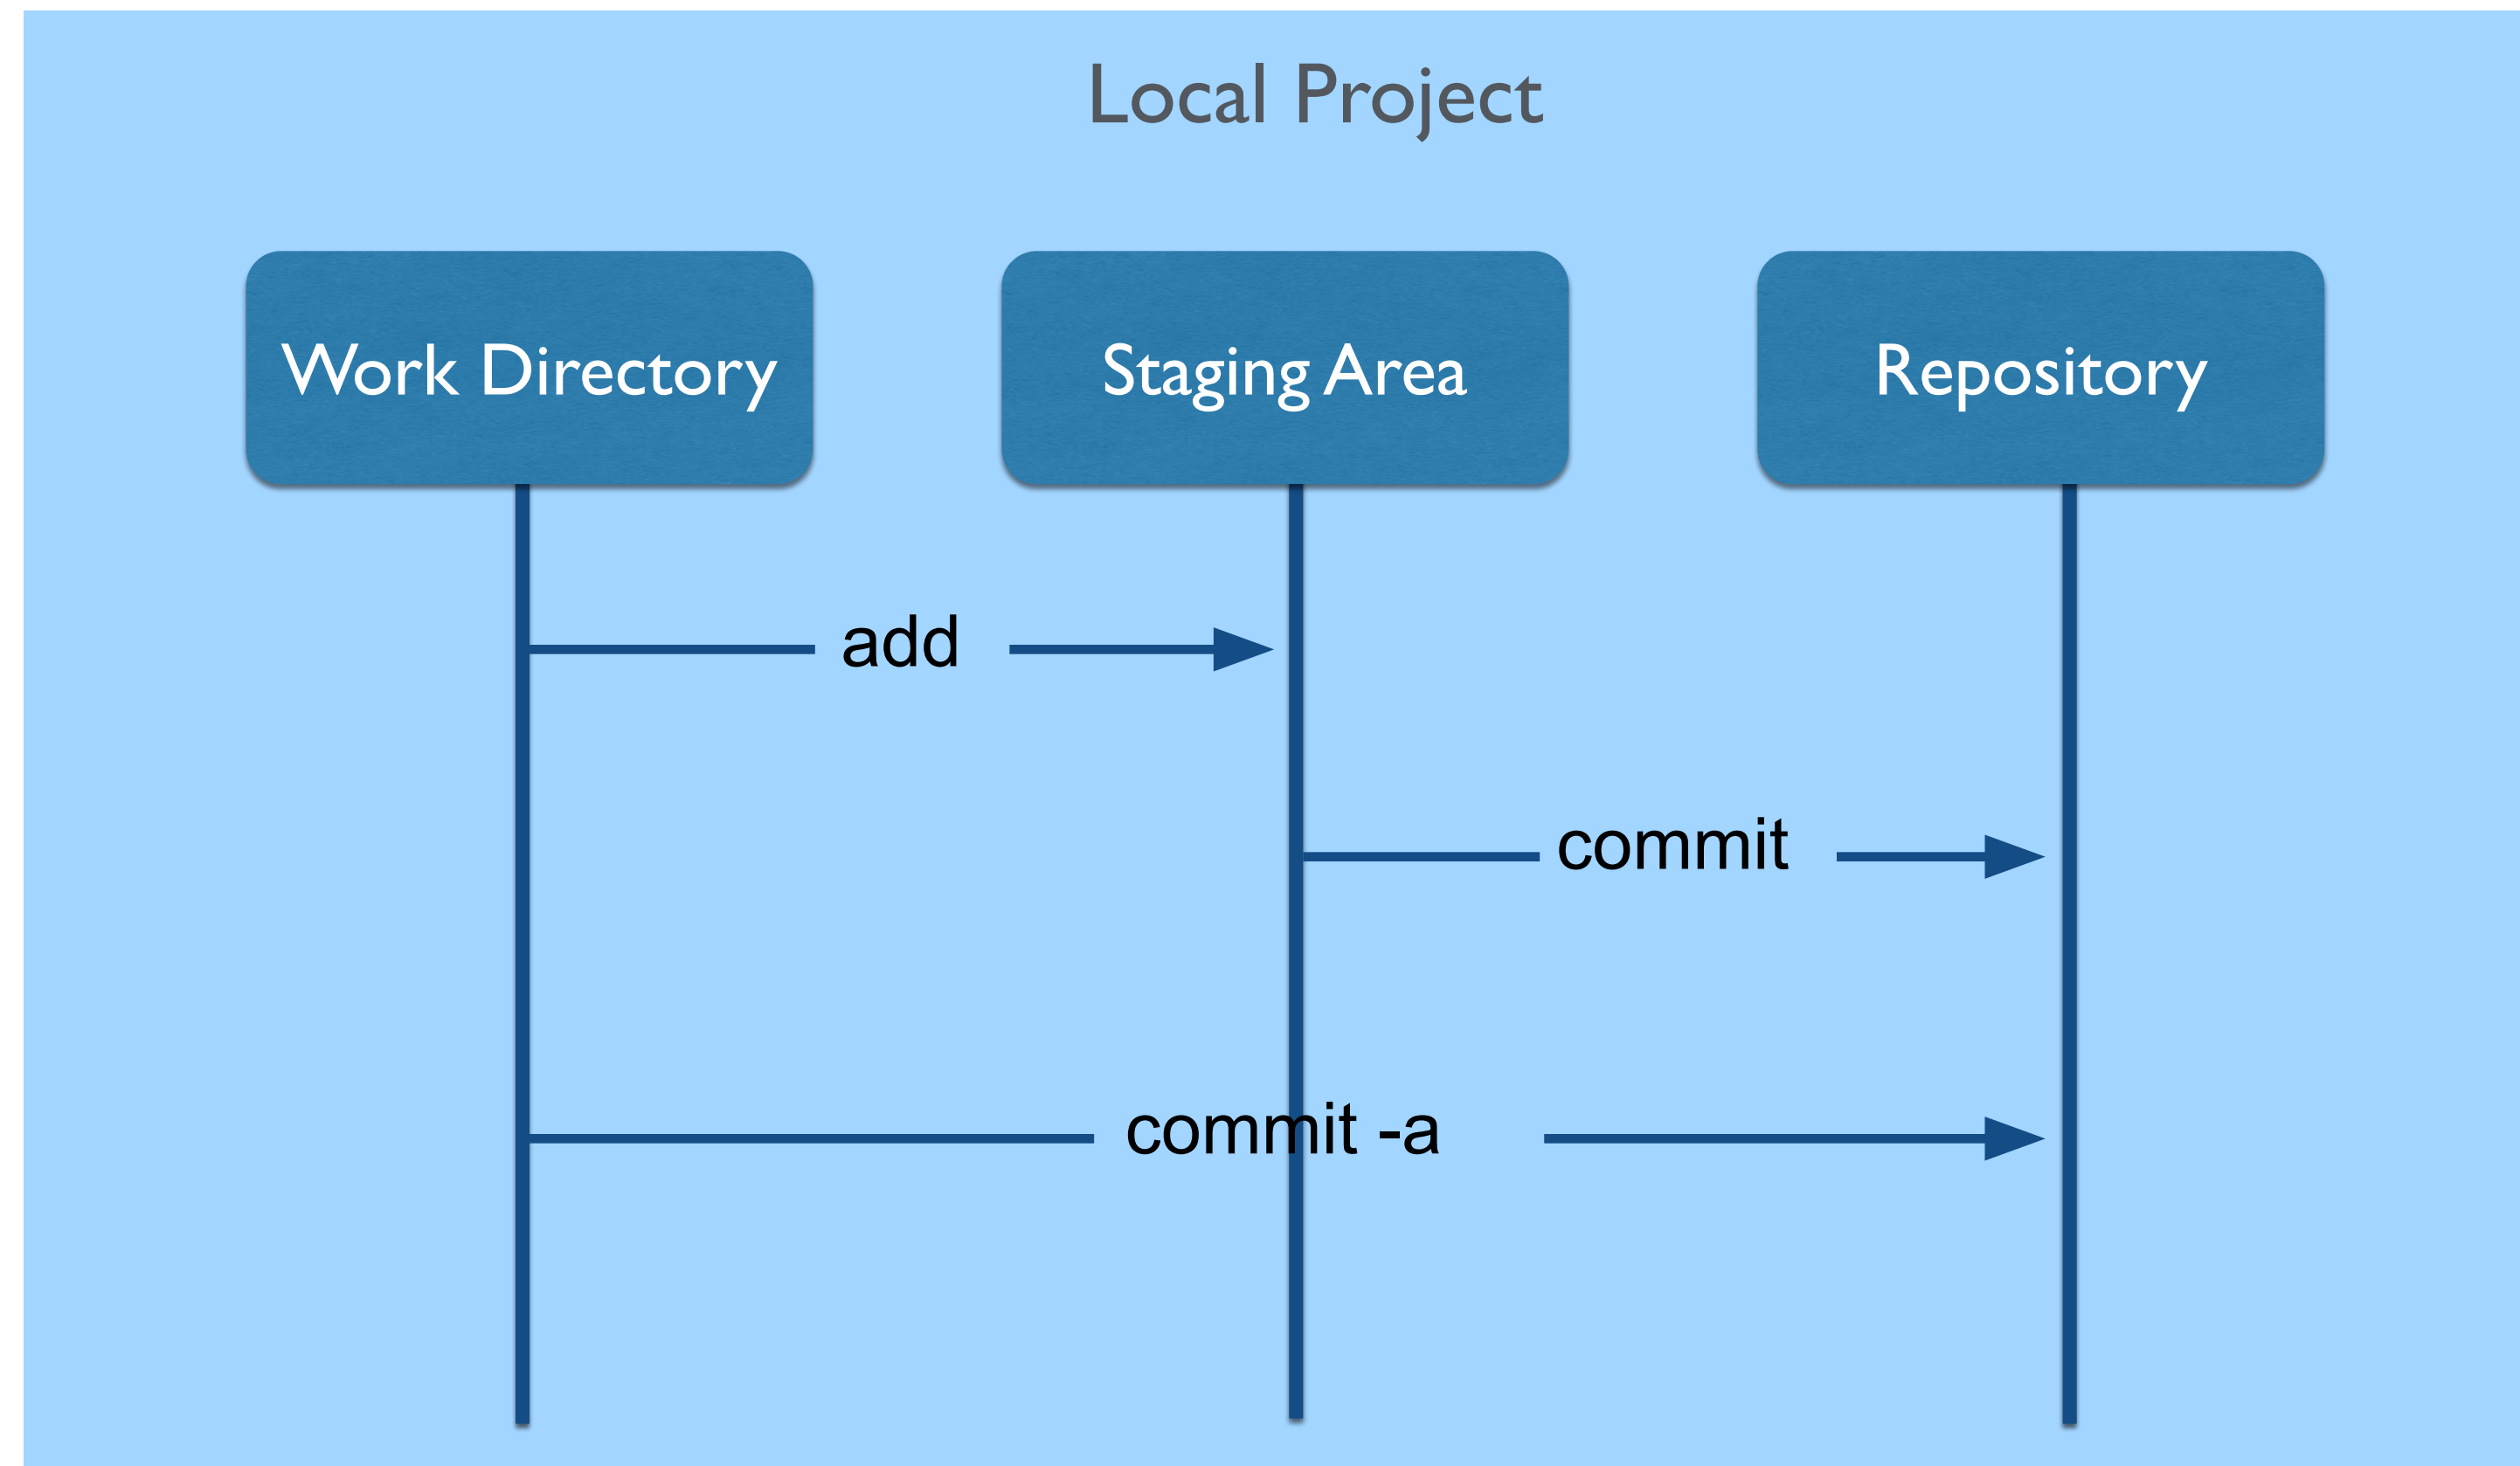 Local Project
Work Directory
Staging Area
Repository
add
commit
commit -a